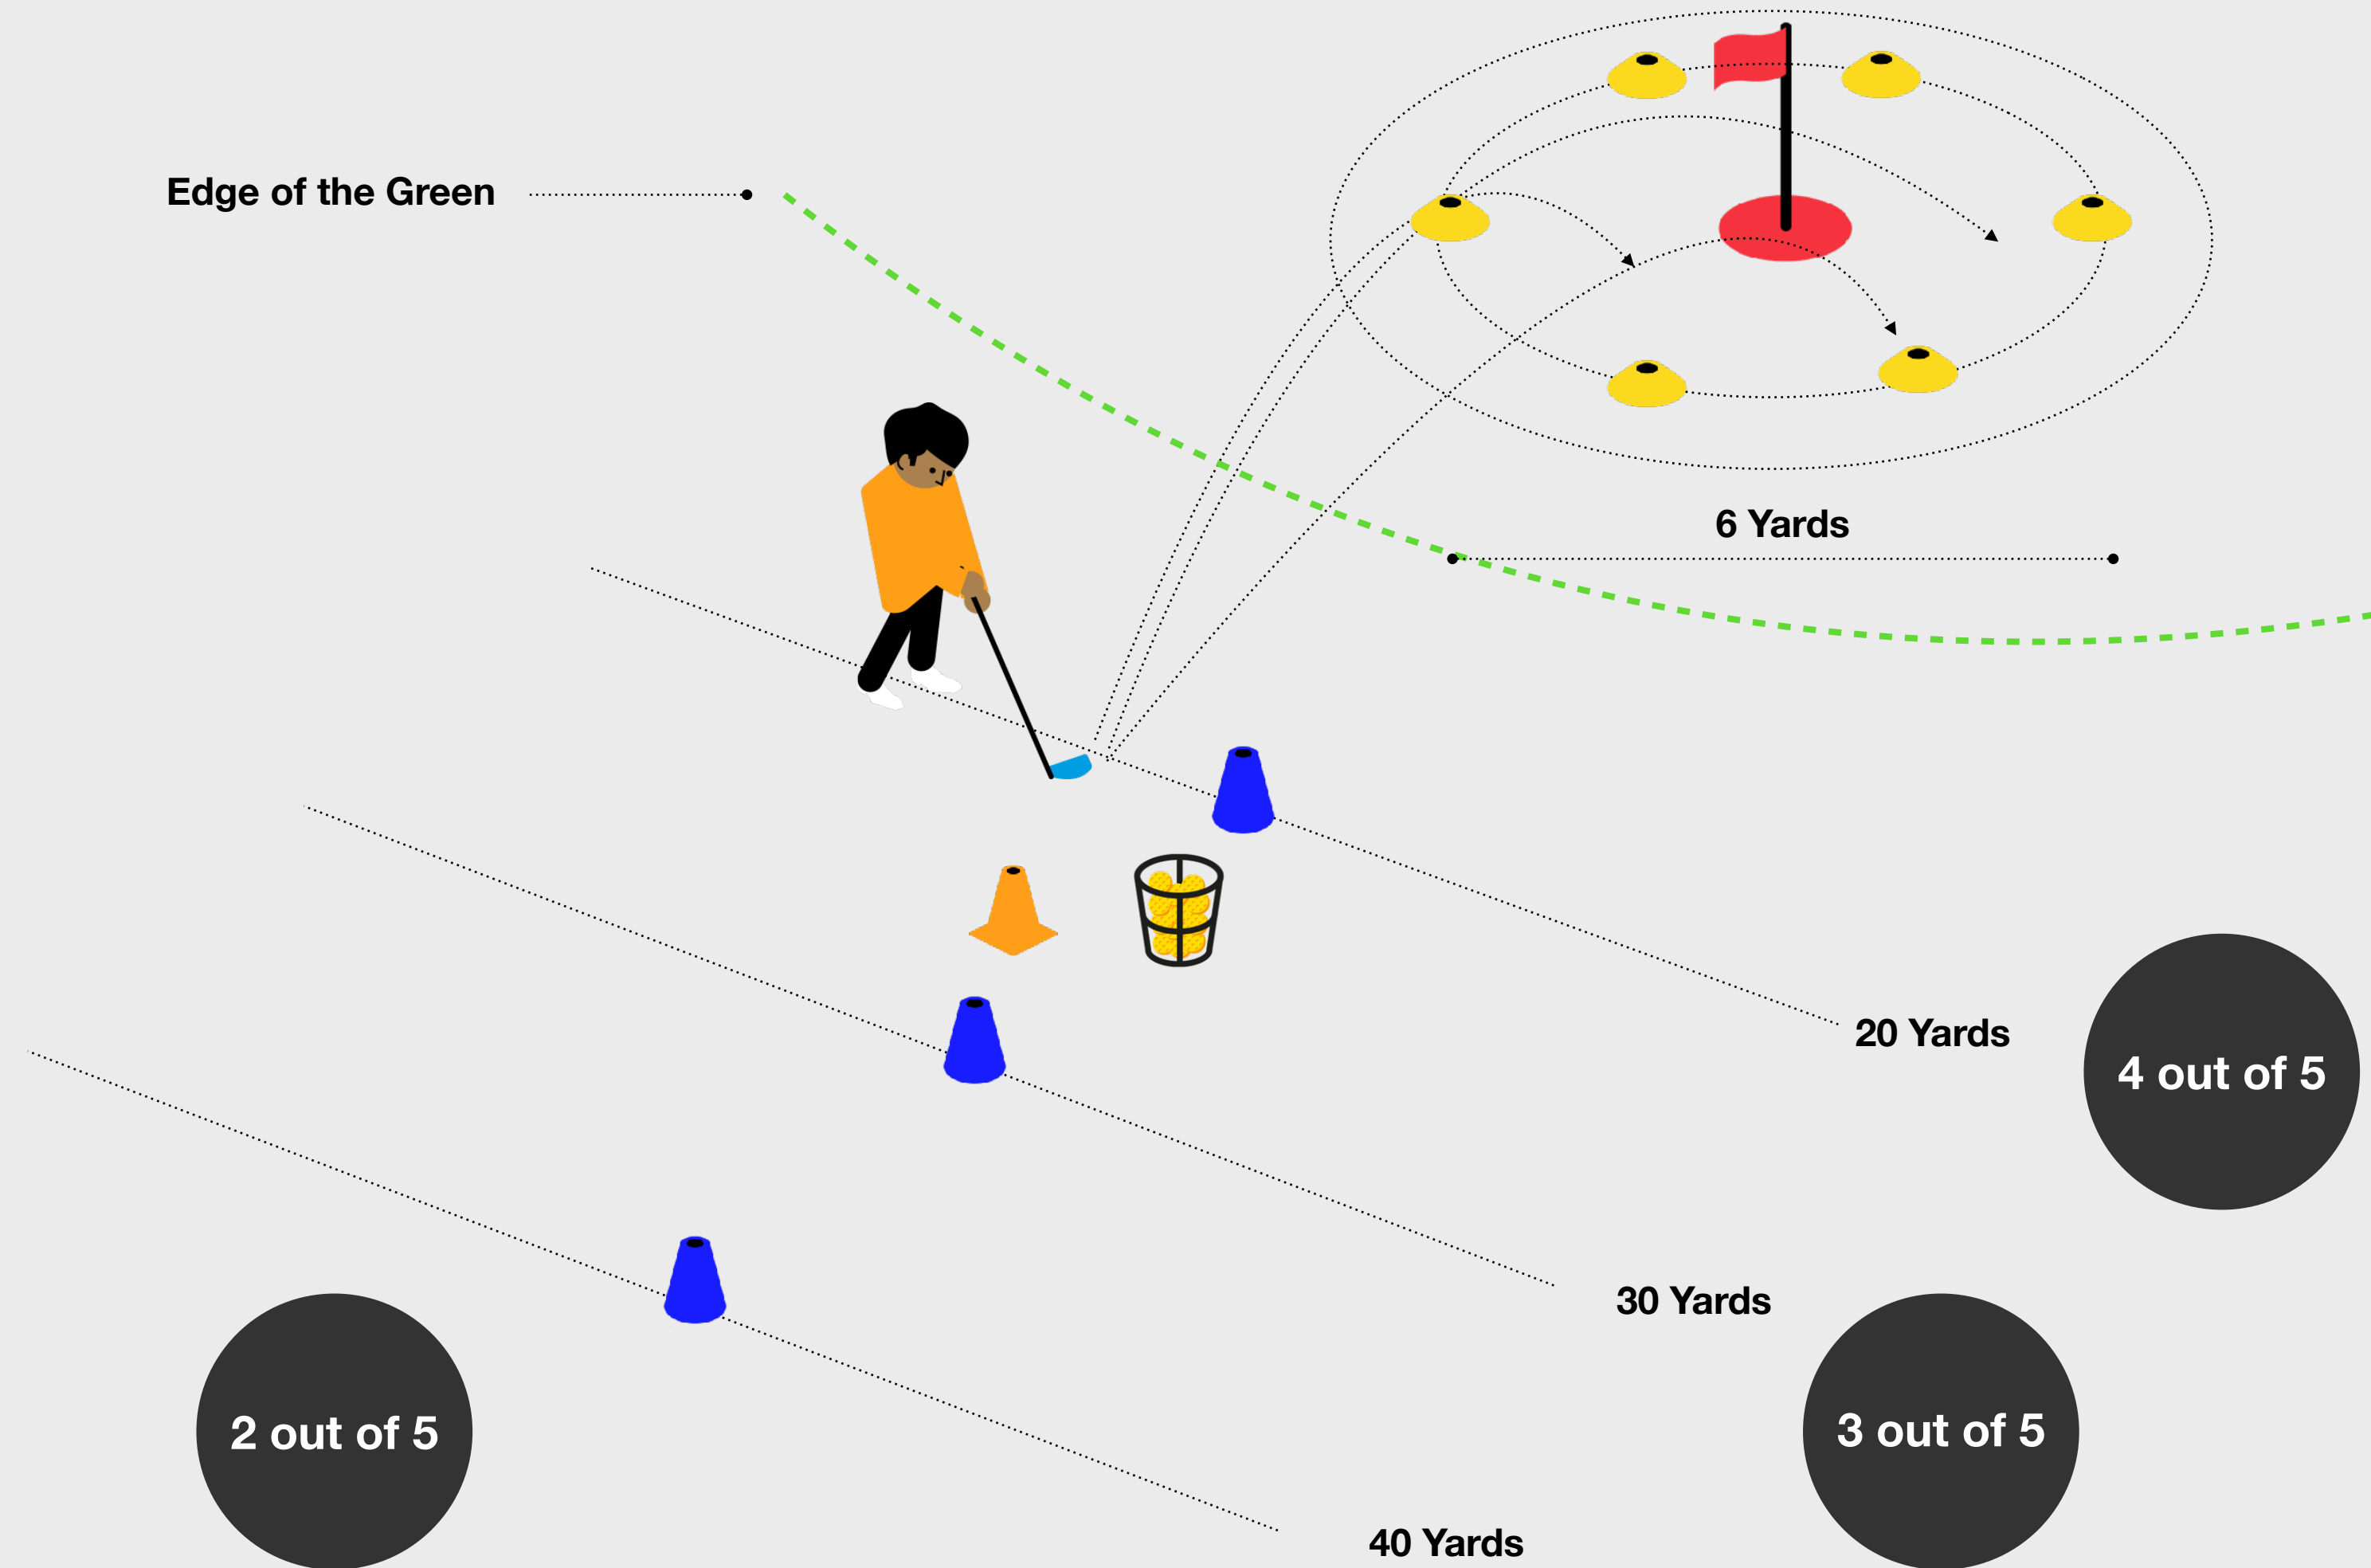 Edge of the Green
6 Yards
20 Yards
4 out of 5
30 Yards
3 out of 5
2 out of 5
40 Yards